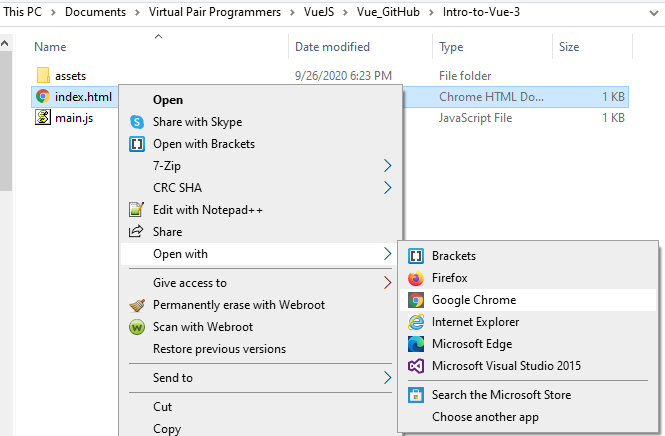 This PC > Documents > Virtual Pair Programmers > VueJS > Vue_GitHub > Intro-to-Vue-3
Name Date modified Type Size
assets 9/26/2020 6:23 PM File folder
index.html Chrome HTML Do... 1 KB
main.js JavaScript File 1 KB
Open
Share with Skype
Open with Brackets
7-Zip
CRC SHA
Edit with Notepad++
Share
Open with
Give access to
Permanently erase with Webroot
Scan with Webroot
Restore previous versions
Send to
Cut
Copy
Brackets
Firefox
Google Chrome
Internet Explorer
Microsoft Edge
Microsoft Visual Studio 2015
Search the Microsoft Store
Choose another app